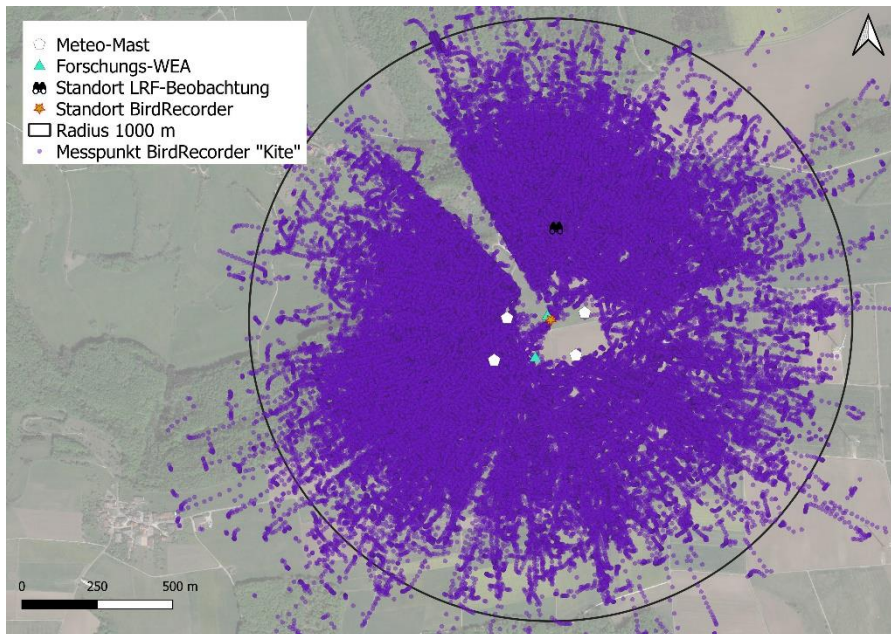 Meteo-Mast
Forschungs-WEA
Standort LRF-Beobachtung
Standort BirdRecorder
Radius 1000 m
Messpunkt BirdRecorder "Kite"
0 250 500 m